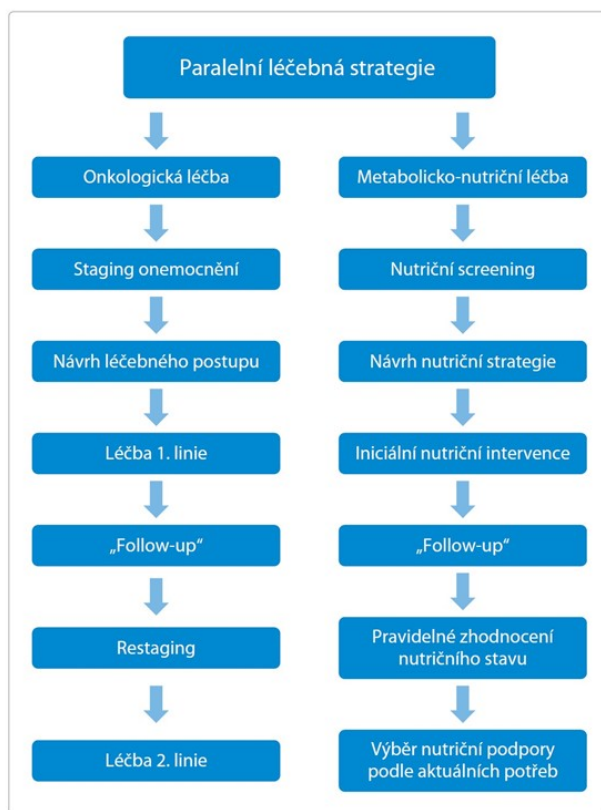 Paralelní léčebná strategie
Onkologická léčba
Metabolicko-nutriční léčba
Staging onemocnění
Nutriční screening
Návrh léčebného postupu
Návrh nutriční strategie
Léčba 1. linie
Iniciální nutriční intervence
„Follow-up“
„Follow-up“
Restaging
Pravidelné zhodnocení
nutričního stavu
Léčba 2. linie
Výběr nutriční podpory
podle aktuálních potřeb